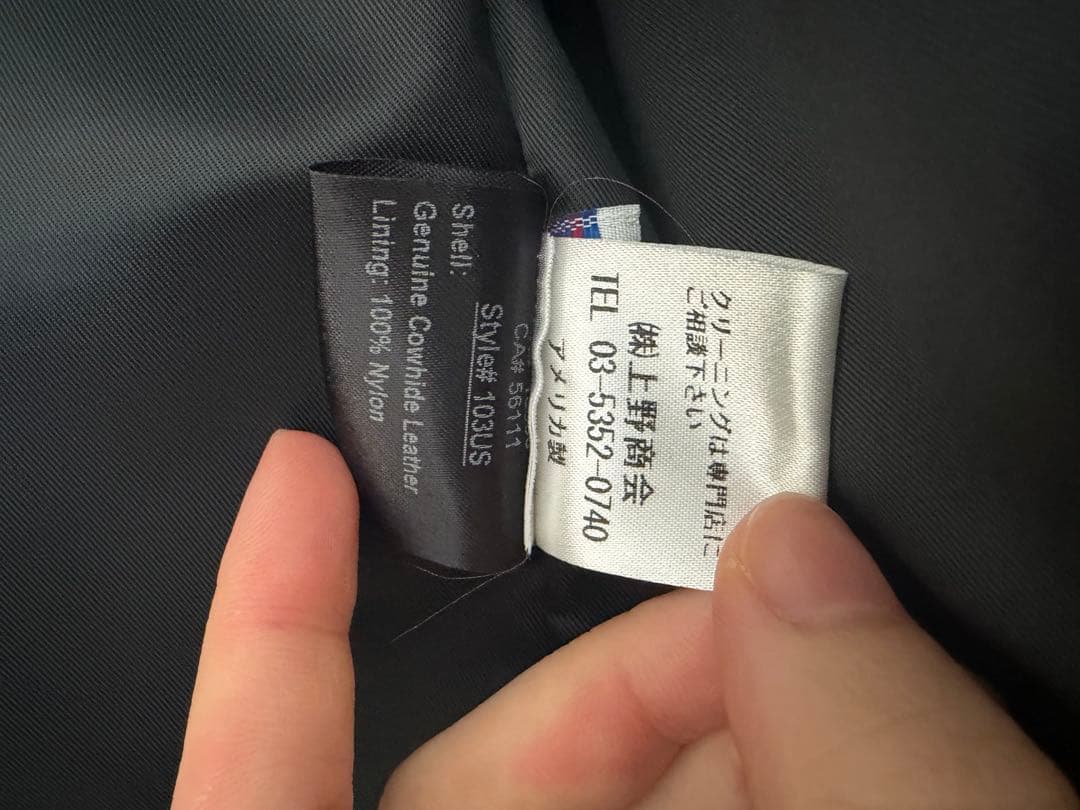 CA# 56111
Style# 103US
Shell:
Genuine Cowhide Leather
Lining: 100% Nylon
クリーニングは専門店に
ご相談下さい
㈱上野商会
TEL 03-5352-0740
アメリカ製